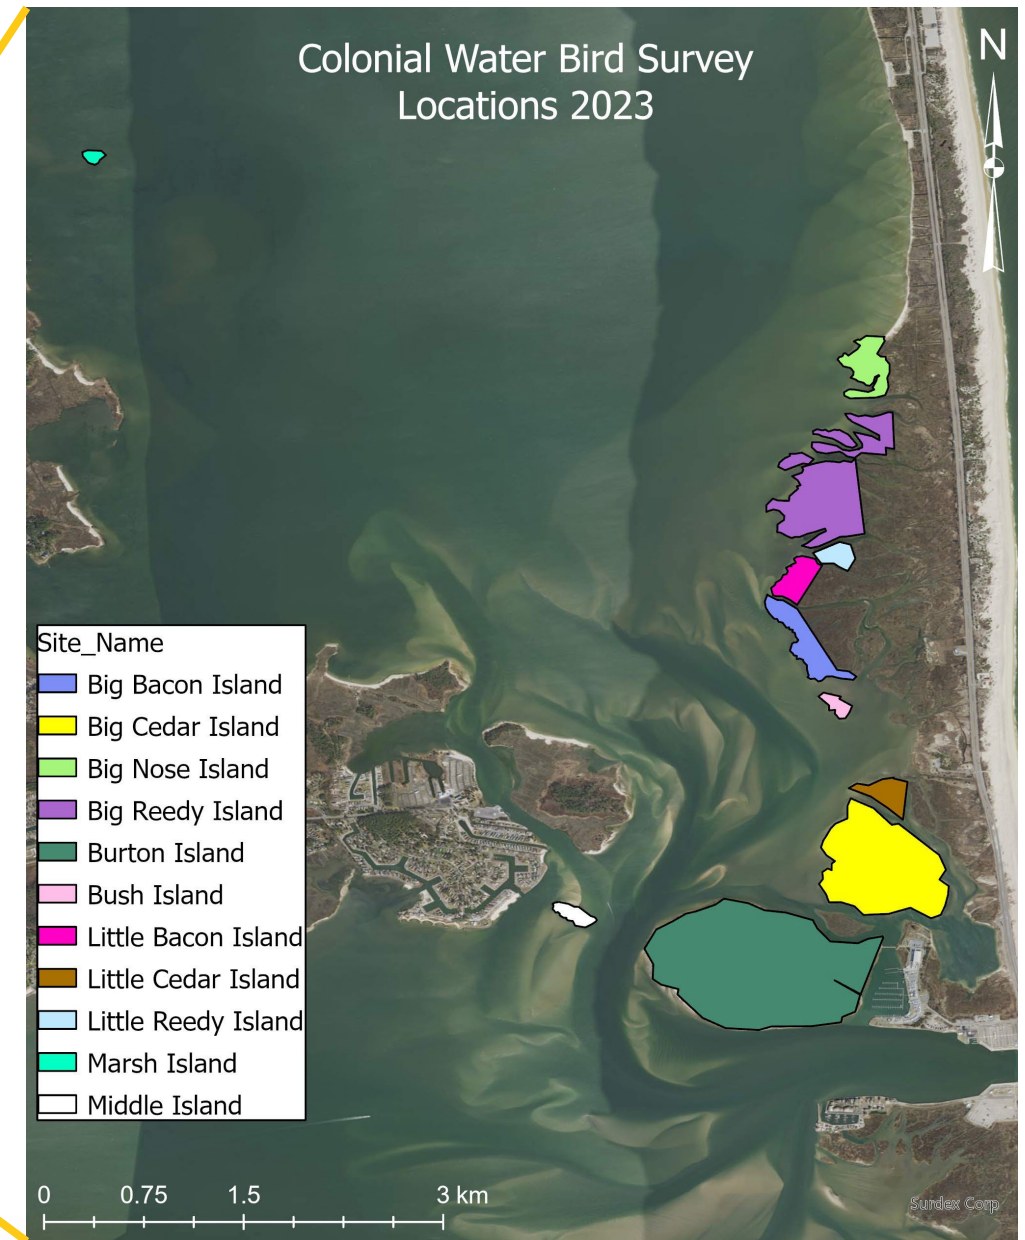 Colonial Water Bird Survey
Locations 2023
N
Site_Name
Big Bacon Island
Big Cedar Island
Big Nose Island
Big Reedy Island
Burton Island
Bush Island
Little Bacon Island
Little Cedar Island
Little Reedy Island
Marsh Island
Middle Island
0 0.75 1.5 3 km
Surdex Corp